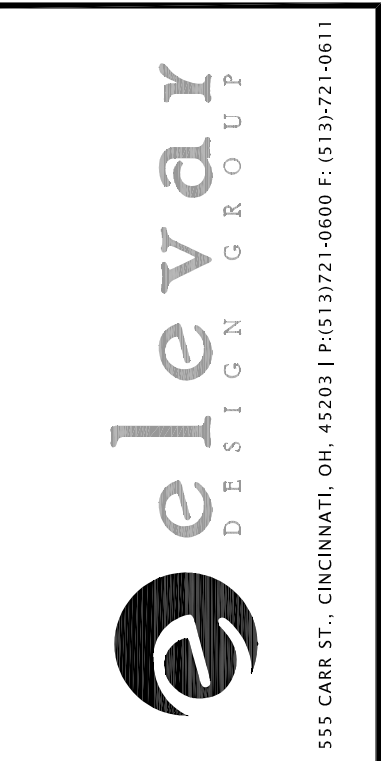 e
elevar
DESIGN GROUP
555 CARR ST., CINCINNATI, OH, 45203 | P:(513)721-0600 F: (513)-721-0611